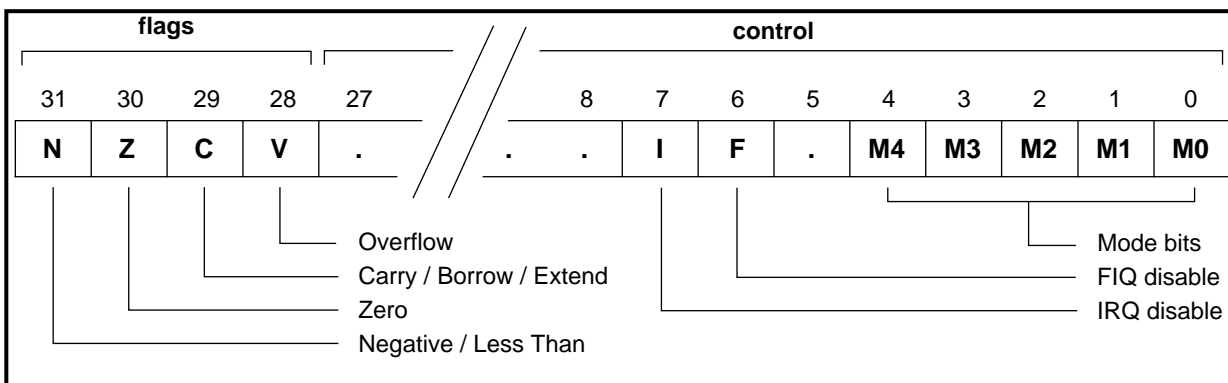 flags control
31 30 29 28 27 8 7 6 5 4 3 2 1 0
N Z C V . . . I F . M4 M3 M2 M1 M0
Overflow Mode bits
Carry / Borrow / Extend FIQ disable
Zero IRQ disable
Negative / Less Than